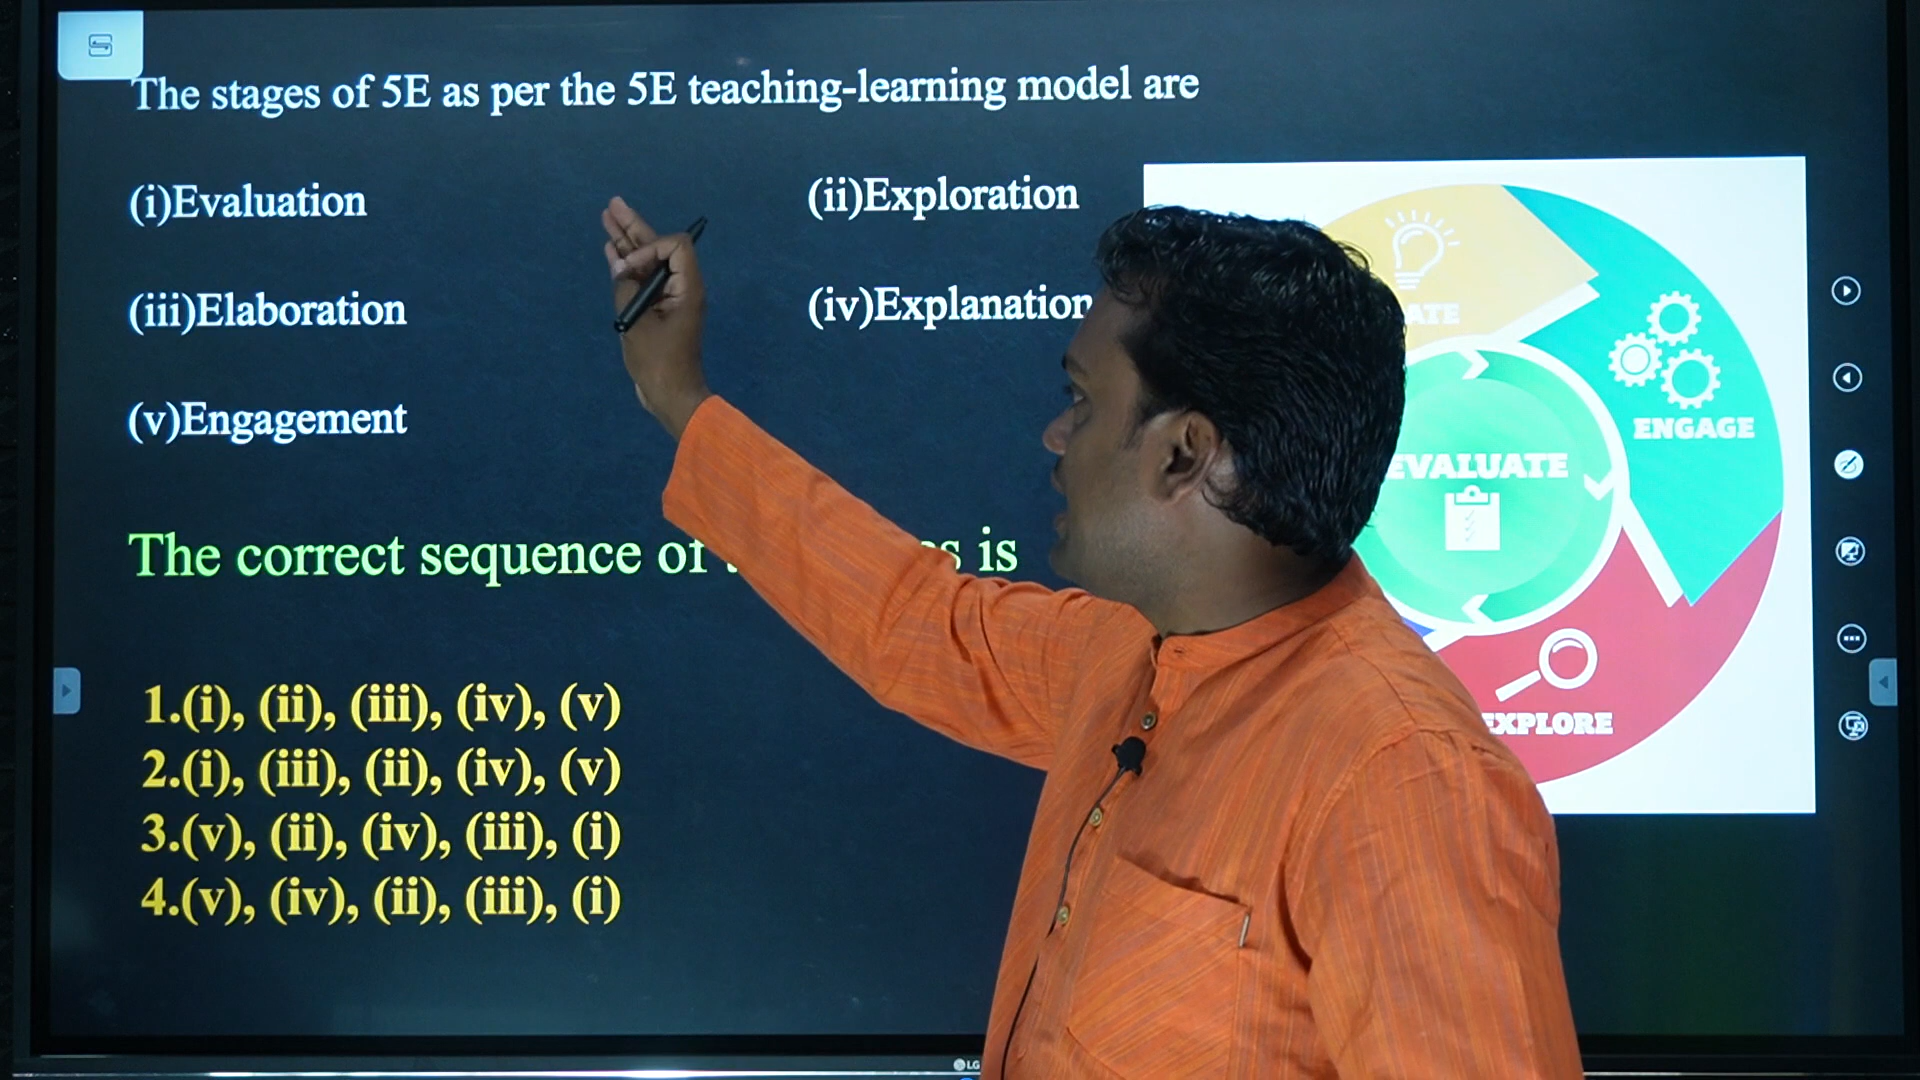 The stages of 5E as per the 5E teaching-learning model are
(i)Evaluation
(ii)Exploration
(iii)Elaboration
(iv)Explanation
(v)Engagement
The correct sequence of is
1.(i), (ii), (iii), (iv), (v)
2.(i), (iii), (ii), (iv), (v)
3.(v), (ii), (iv), (iii), (i)
4.(v), (iv), (ii), (iii), (i)
ENGAGE
EVALUATE
EXPLORE
LG